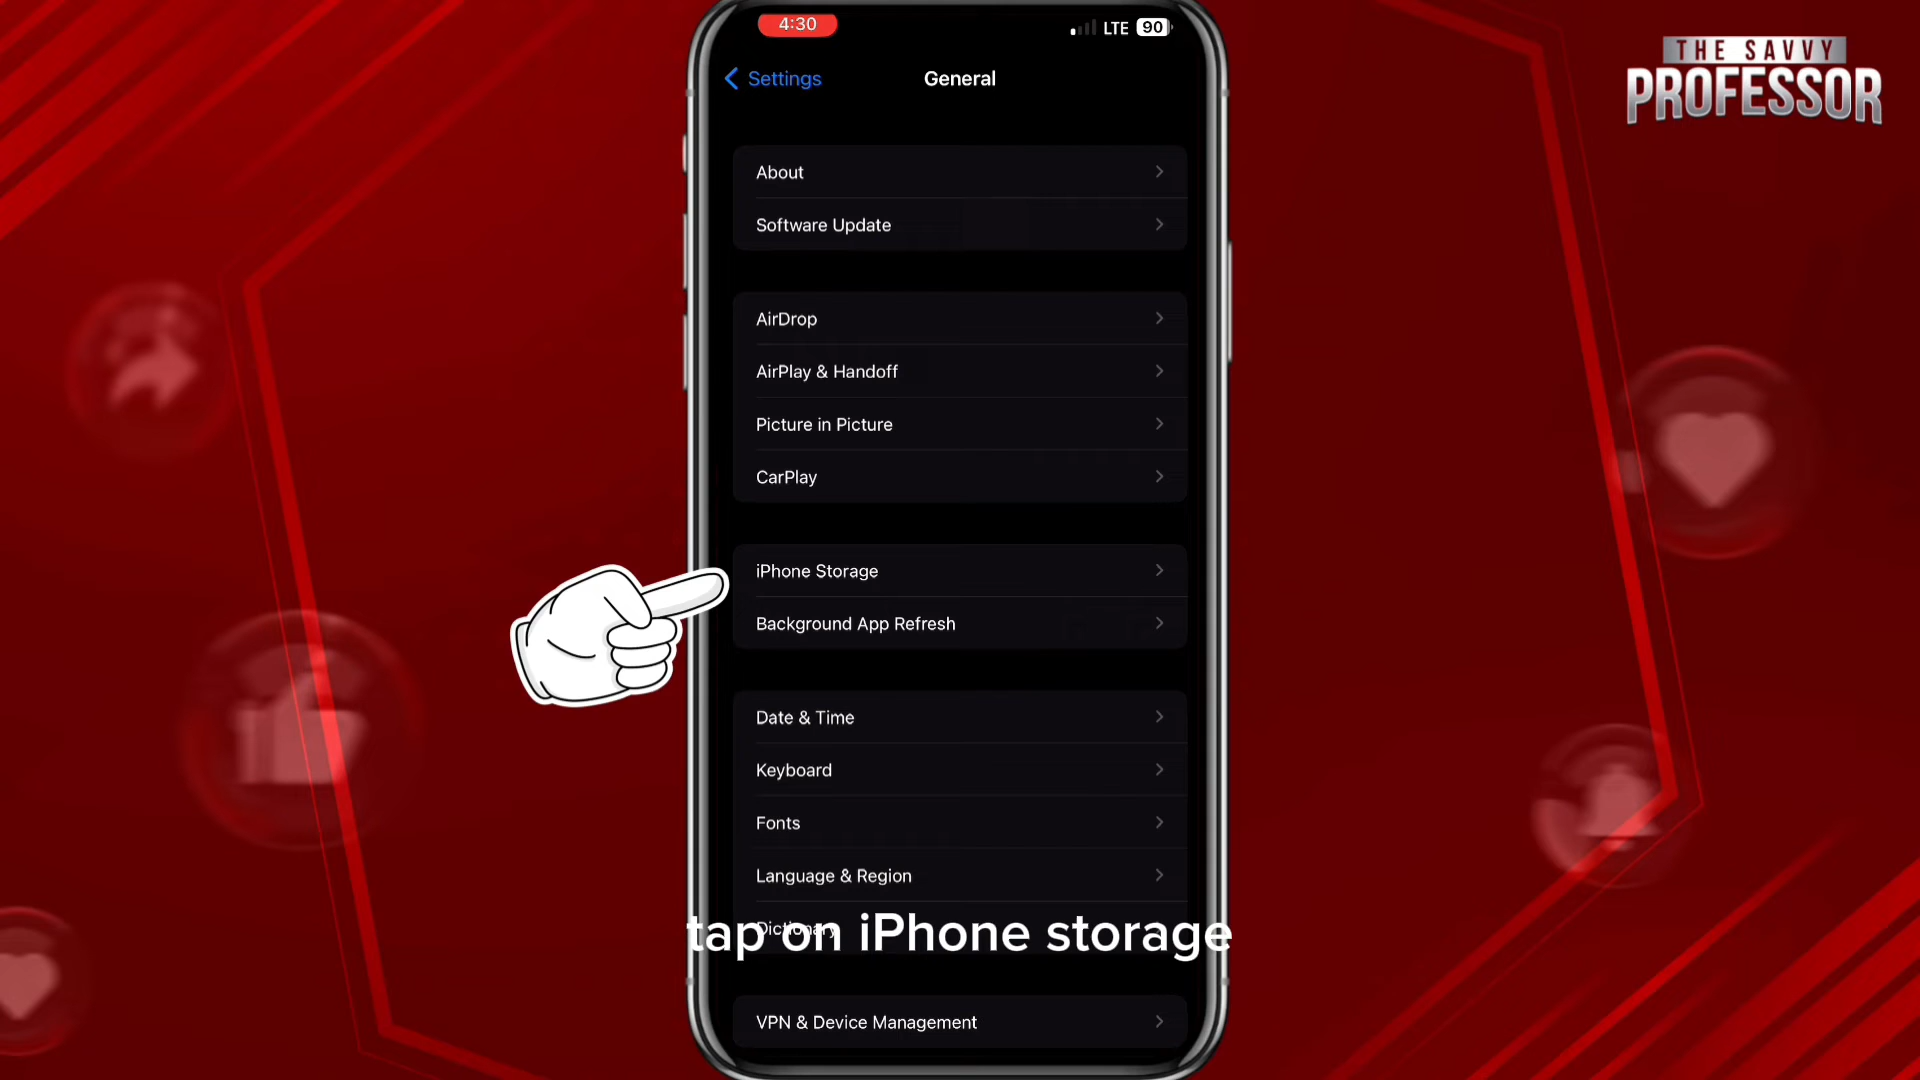 4:30
LTE 90
THE SAVVY
PROFESSOR
Settings
General
About
Software Update
AirDrop
AirPlay & Handoff
Picture in Picture
CarPlay
iPhone Storage
Background App Refresh
Date & Time
Keyboard
Fonts
Language & Region
Dictionary
tap on iPhone storage
VPN & Device Management